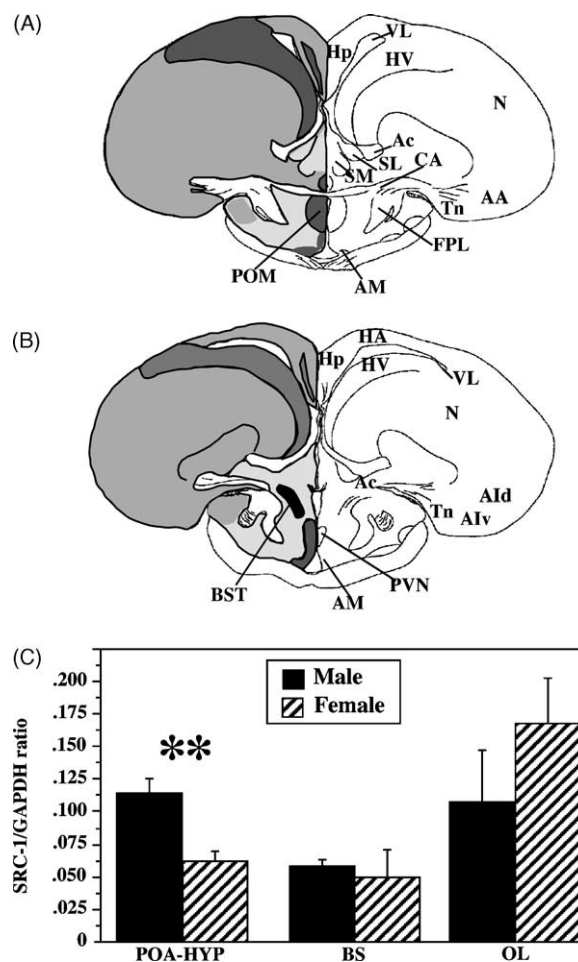 (A)
VL
Hp
HV
N
Ac
SL
CA
SM
AA
Tn
POM
FPL
AM
(B)
HA
Hp
HV
VL
N
Ac
AId
Tn
AIv
BST
PVN
AM
(C)
.200
.175
.150
.125
.100
.075
.050
.025
0
SRC-1/GAPDH ratio
Male
Female
**
POA-HYP BS OL